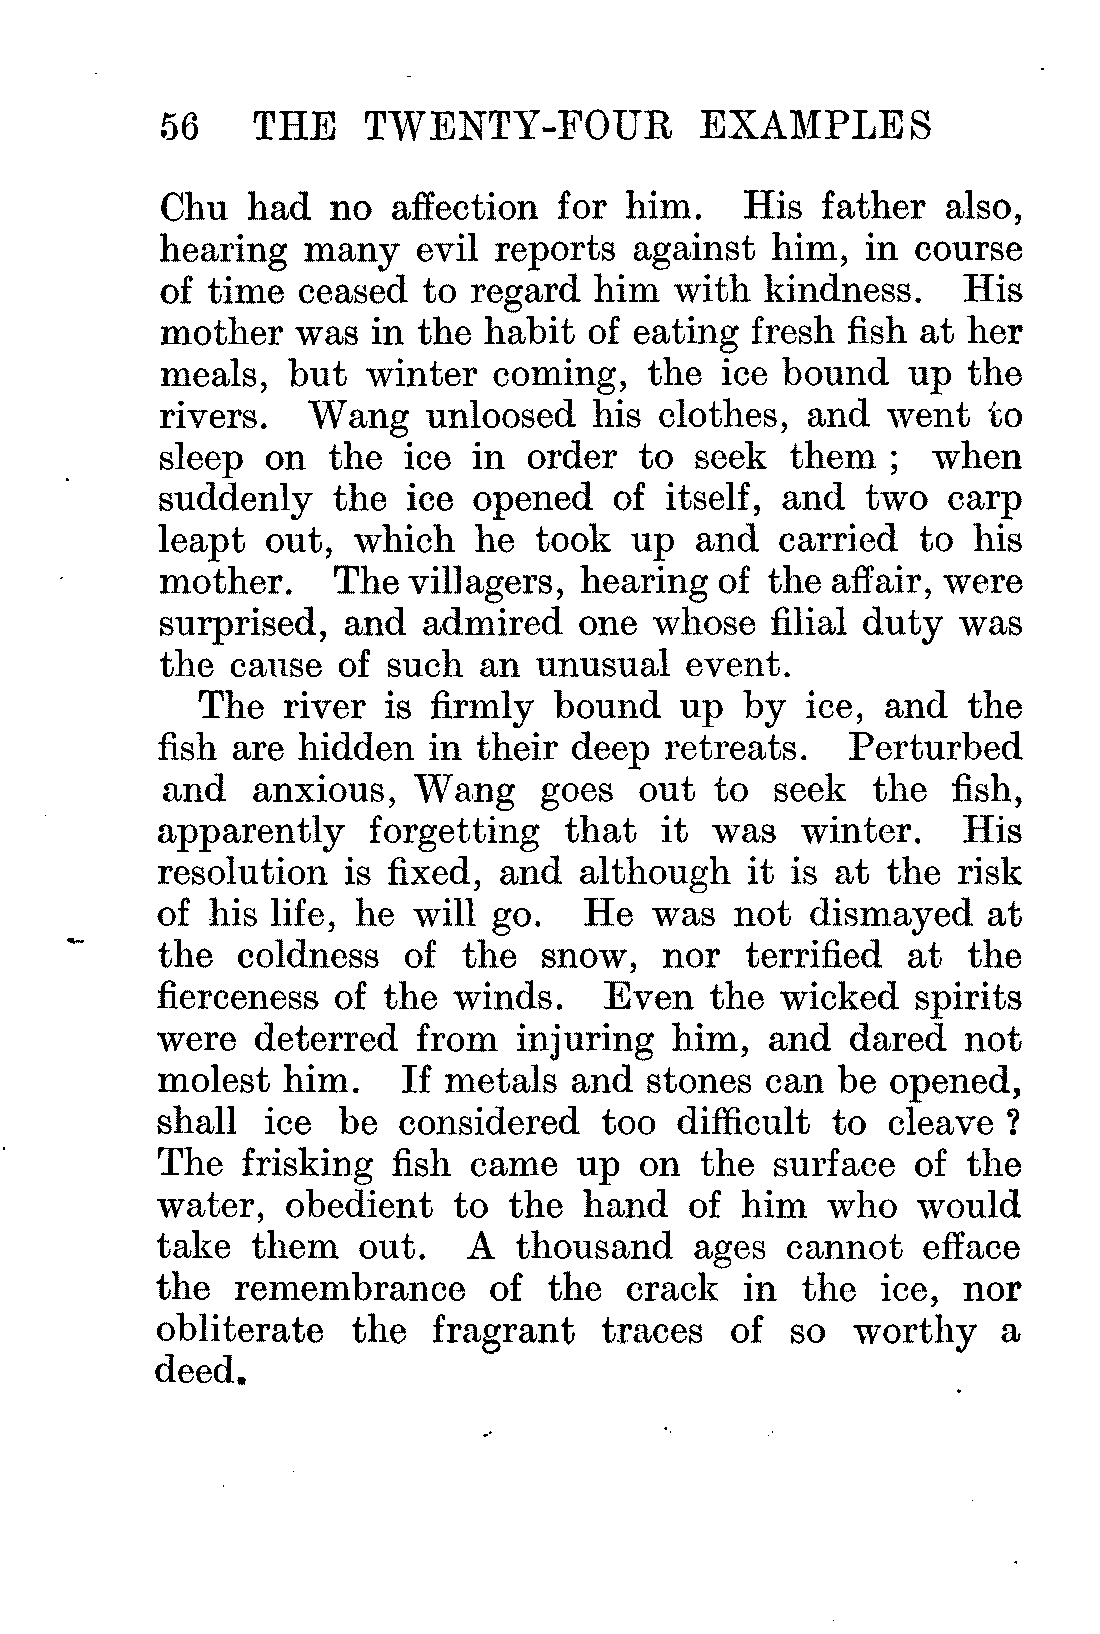 56 THE TWENTY-FOUR EXAMPLES
Chu had no affection for him. His father also,
hearing many evil reports against him, in course
of time ceased to regard him with kindness. His
mother was in the habit of eating fresh fish at her
meals, but winter coming, the ice bound up the
rivers. Wang unloosed his clothes, and went to
sleep on the ice in order to seek them ; when
suddenly the ice opened of itself, and two carp
leapt out, which he took up and carried to his
mother. The villagers, hearing of the affair, were
surprised, and admired one whose filial duty was
the cause of such an unusual event.
The river is firmly bound up by ice, and the
fish are hidden in their deep retreats. Perturbed
and anxious, Wang goes out to seek the fish,
apparently forgetting that it was winter. His
resolution is fixed, and although it is at the risk
of his life, he will go. He was not dismayed at
the coldness of the snow, nor terrified at the
fierceness of the winds. Even the wicked spirits
were deterred from injuring him, and dared not
molest him. If metals and stones can be opened,
shall ice be considered too difficult to cleave ?
The frisking fish came up on the surface of the
water, obedient to the hand of him who would
take them out. A thousand ages cannot efface
the remembrance of the crack in the ice, nor
obliterate the fragrant traces of so worthy a
deed.